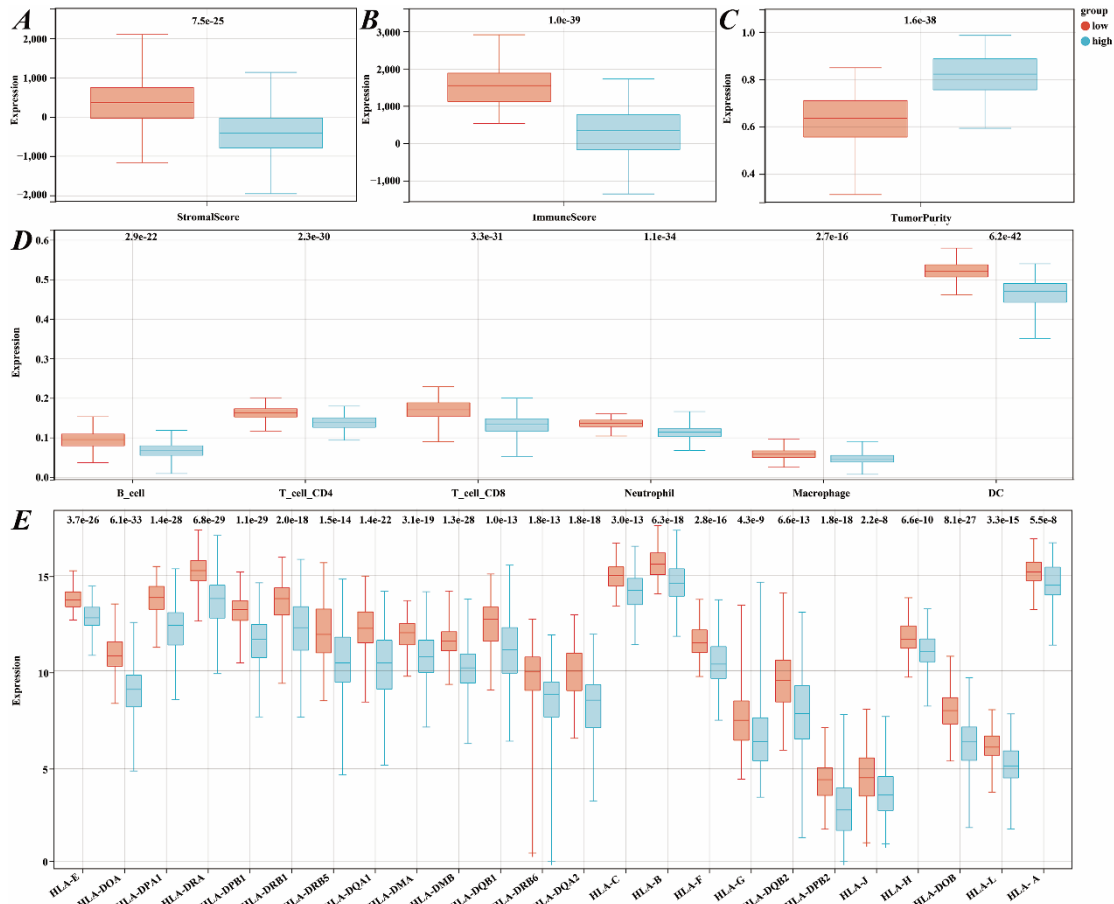 A
7.5e-25
Expression
2,000
1,000
0
−1,000
−2,000
StromalScore
B
1.0e-39
Expression
3,000
2,000
1,000
0
−1,000
ImmuneScore
C
1.6e-38
Expression
1.0
0.8
0.6
0.4
TumorPurity
group
low
high
D
2.9e-22 2.3e-30 3.3e-31 1.1e-34 2.7e-16 6.2e-42
Expression
0.6
0.5
0.4
0.3
0.2
0.1
0.0
B_cell T_cell_CD4 T_cell_CD8 Neutrophil Macrophage DC
E
3.7e-26 6.1e-33 1.4e-28 6.8e-29 1.1e-29 2.0e-18 1.5e-14 1.4e-22 3.1e-19 1.3e-28 1.0e-13 1.8e-13 1.8e-18 3.0e-13 6.3e-18 2.8e-16 4.3e-9 6.6e-13 1.8e-18 2.2e-8 6.6e-10 8.1e-27 3.3e-15 5.5e-8
Expression
15
10
5
0
HLA-E HLA-DOA HLA-DPA1 HLA-DRA HLA-DPB1 HLA-DRB1 HLA-DRB5 HLA-DQA1 HLA-DMA HLA-DMB HLA-DQB1 HLA-DRB6 HLA-DQA2 HLA-C HLA-B HLA-F HLA-G HLA-DQB2 HLA-DPB2 HLA-J HLA-H HLA-DOB HLA-L HLA- A